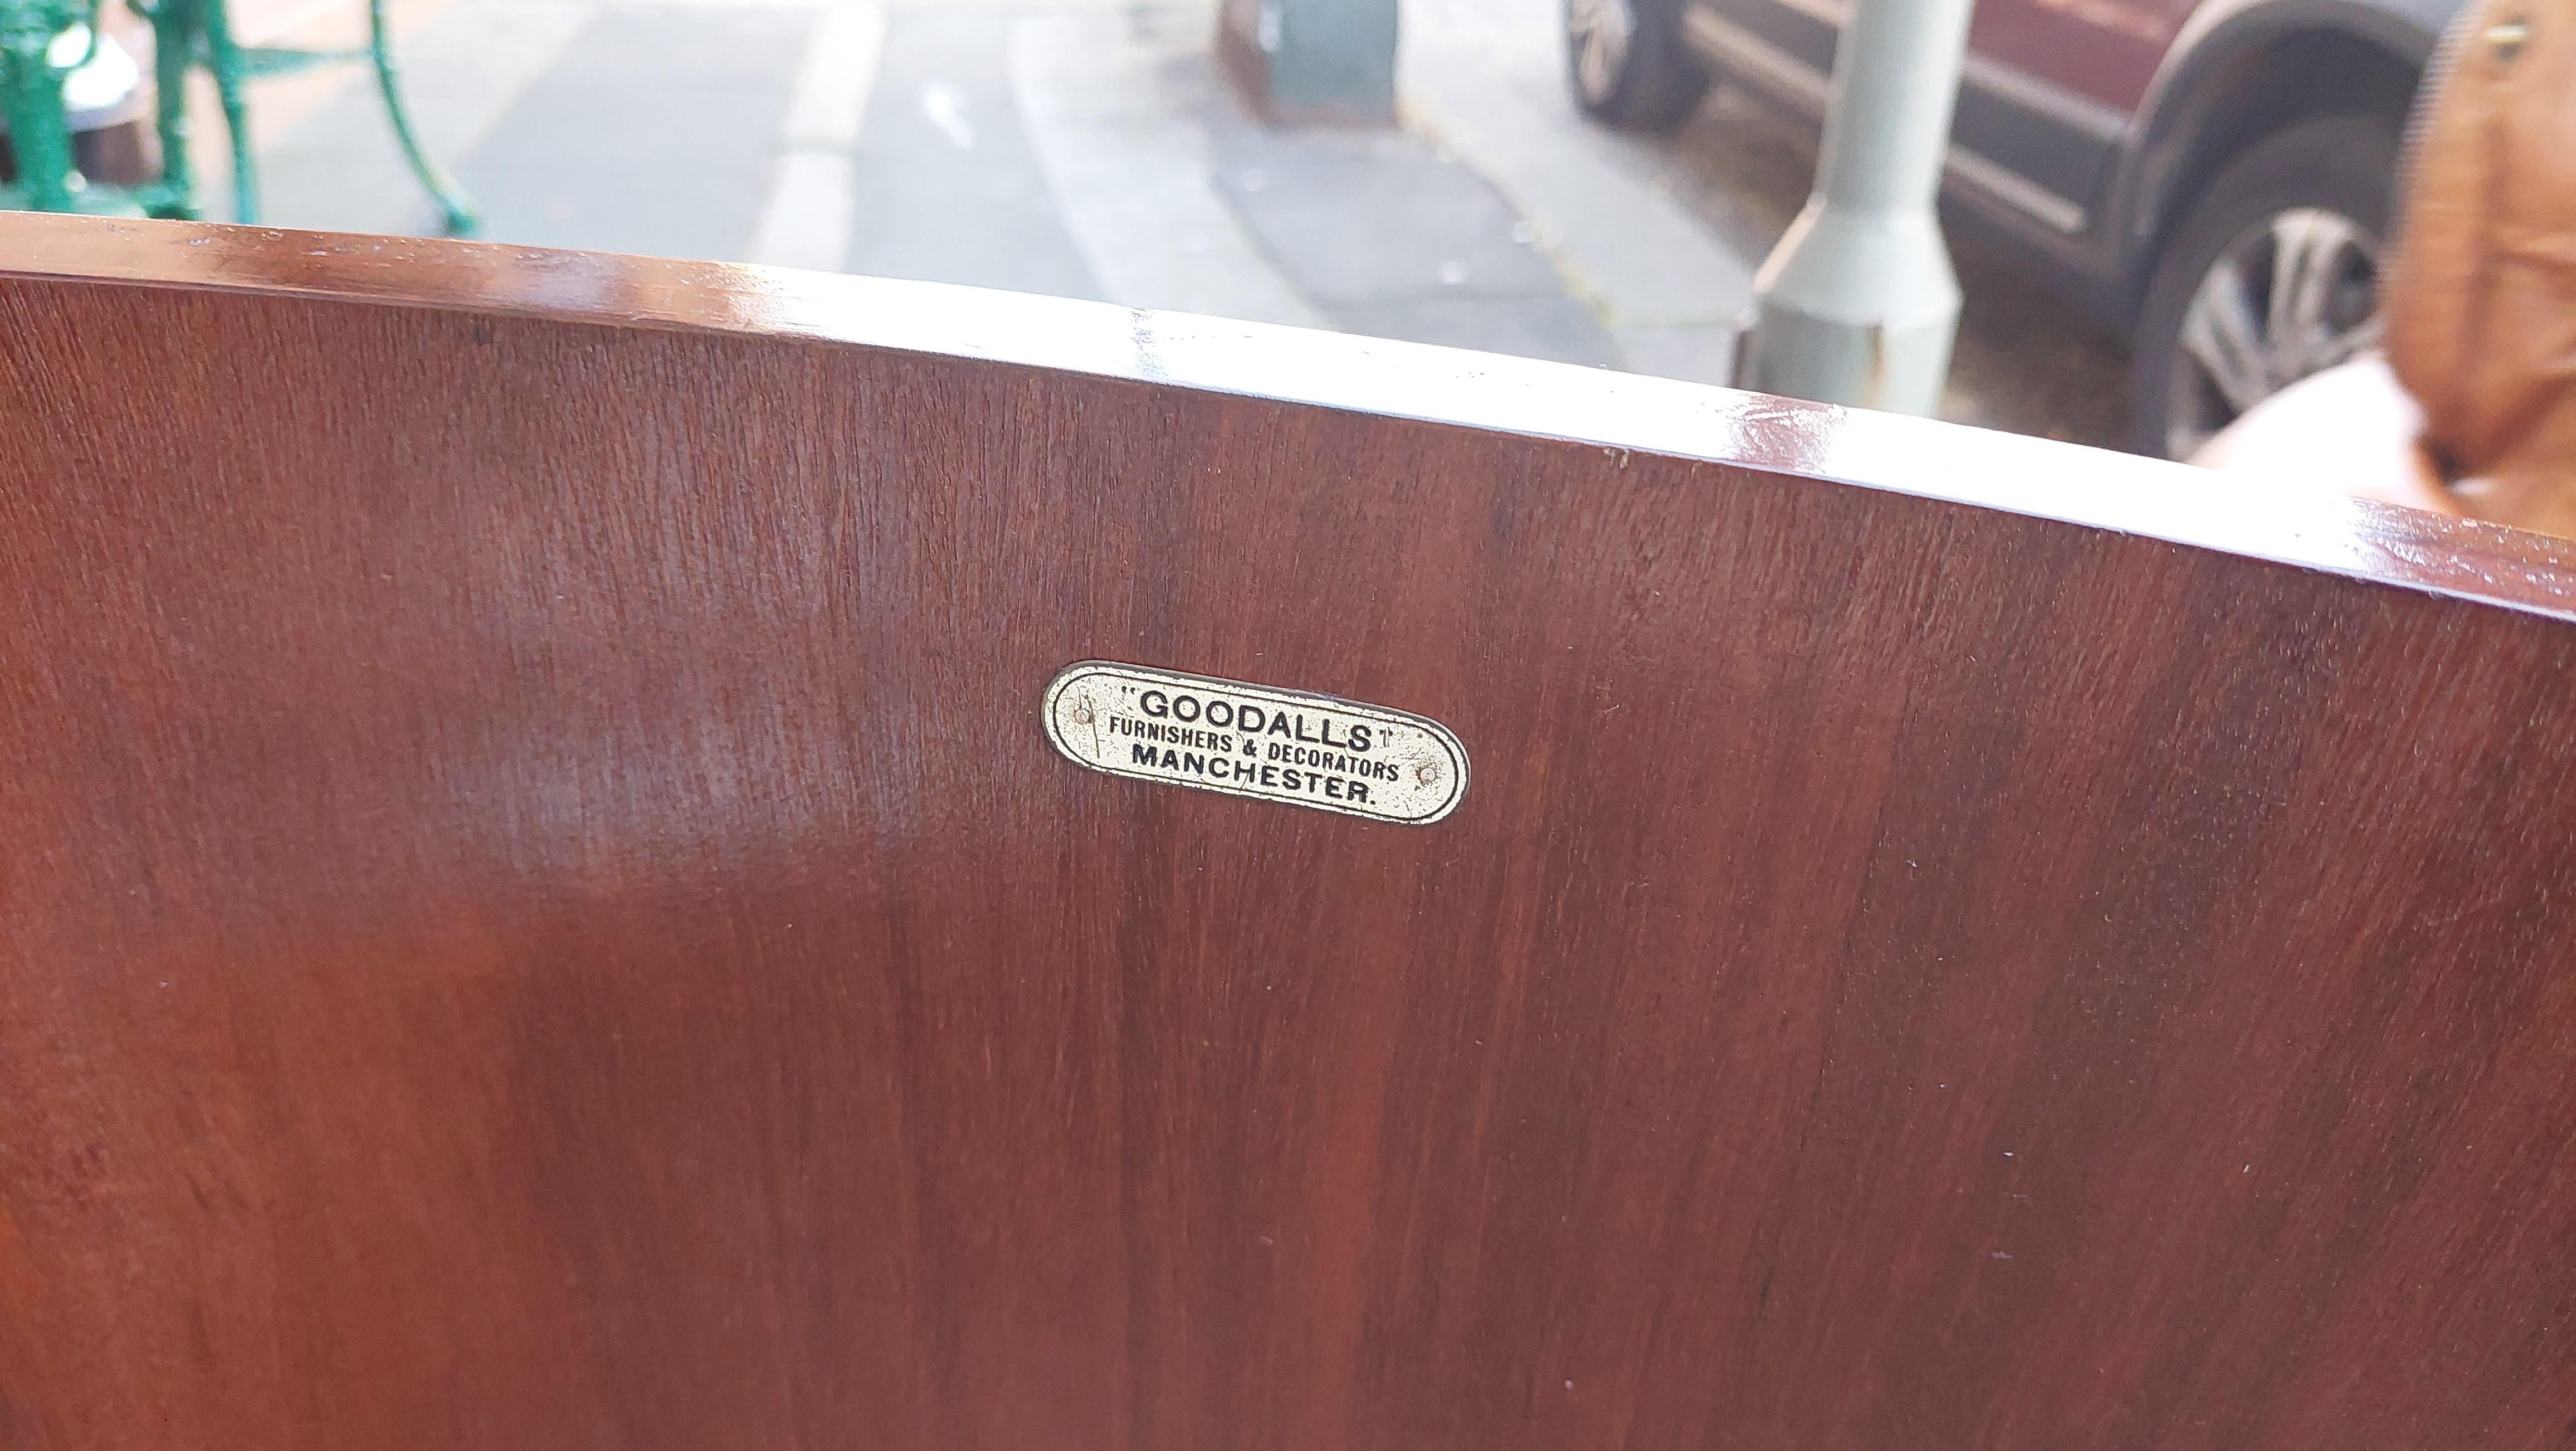 "GOODALLS"
FURNISHERS & DECORATORS
MANCHESTER.